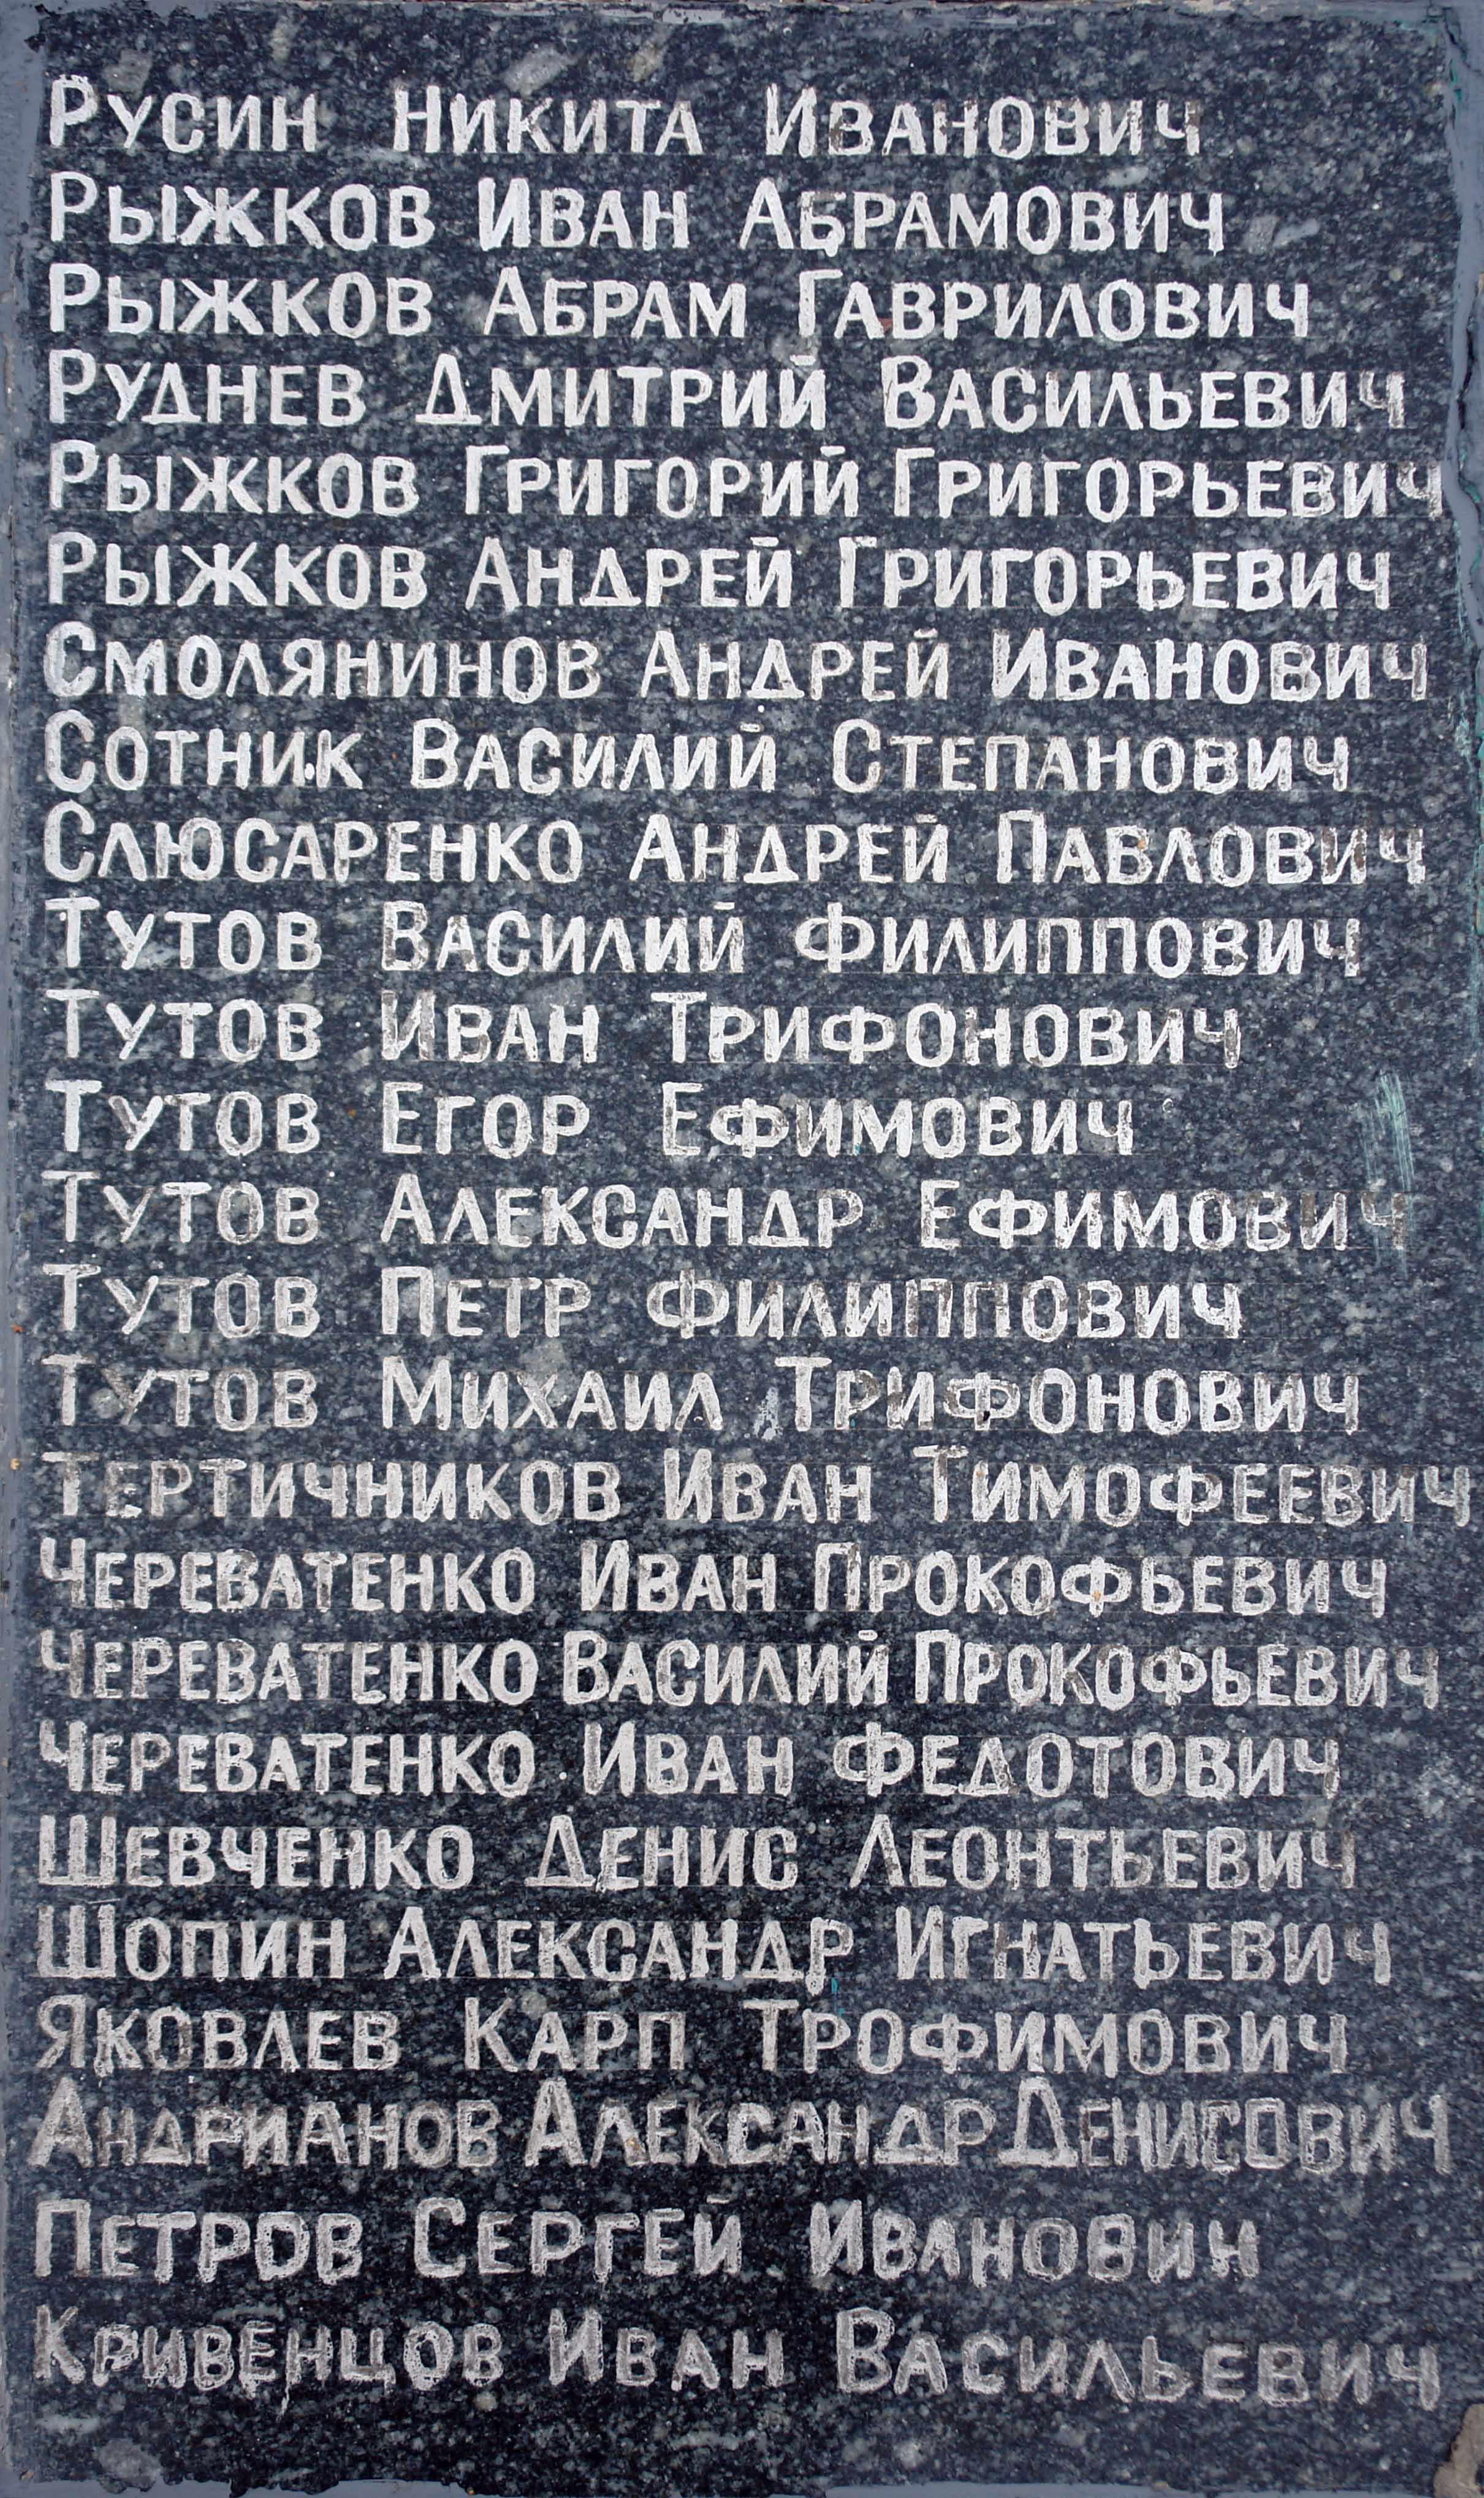 Русин Никита Иванович
Рыжков Иван Абрамович
Рыжков Абрам Гаврилович
Руднев Дмитрий Васильевич
Рыжков Григорий Григорьевич
Рыжков Андрей Григорьевич
Смолянинов Андрей Иванович
Сотник Василий Степанович
Слюсаренко Андрей Павлович
Тутов Василий Филиппович
Тутов Иван Трифонович
Тутов Егор Ефимович
Тутов Александр Ефимович
Тутов Петр Филиппович
Тутов Михаил Трифонович
Тертичников Иван Тимофеевич
Череватенко Иван Прокофьевич
Череватенко Василий Прокофьевич
Череватенко Иван Федотович
Шевченко Денис Леонтьевич
Шопин Александр Игнатьевич
Яковлев Карп Трофимович
Андрианов Александр Денисович
Петров Сергей Иванович
Кривенцов Иван Васильевич